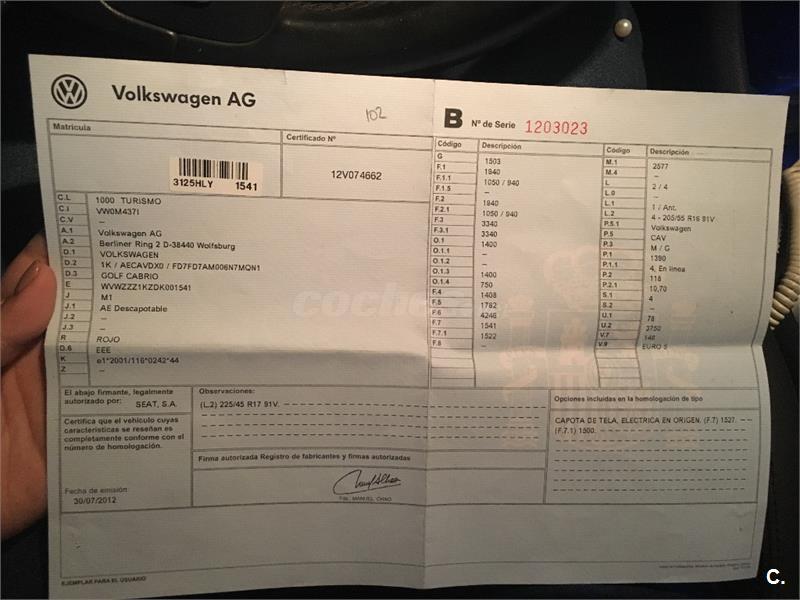 Volkswagen AG
102
B Nº de Serie 1203023
Matrícula
3125HLY 1541
Certificado Nº
12V074662
C.L 1000 TURISMO
C.I VW0M437I
C.V –
A.1 Volkswagen AG
A.2 Berliner Ring 2 D-38440 Wolfsburg
D.1 VOLKSWAGEN
D.2 1K / AECAVDX0 / FD7FD7AM006N7MQN1
D.3 GOLF CABRIO
E WVWZZZ1KZDK001541
J M1
J.1 AE Descapotable
J.2 –
J.3 –
R ROJO
D.6 EEE
K e1*2001/116*0242*44
Z –
Código Descripción
G 1503
F.1 1940
F.1.1 1050 / 940
F.1.5 –
F.2 1940
F.2.1 1050 / 940
F.3 3340
F.3.1 3340
O.1 1400
O.1.1 –
O.1.2 –
O.1.3 1400
O.1.4 750
F.4 1408
F.5 1782
F.6 4246
F.7 1541
F.7.1 1522
F.8 –
Código Descripción
M.1 2577
M.4 –
L 2 / 4
L.0 –
L.1 1 / Ant.
L.2 4 - 205/55 R16 91V
P.5.1 Volkswagen
P.5 CAV
P.3 M / G
P.1 1390
P.1.1 4, En línea
P.2 118
P.2.1 10,70
S.1 4
S.2 –
U.1 78
U.2 3750
V.7 148
V.9 EURO 5
El abajo firmante, legalmente
autorizado por: SEAT, S.A.
Certifica que el vehículo cuyas
características se reseñan es
completamente conforme con el
número de homologación.
Fecha de emisión:
30/07/2012
Observaciones:
(L.2) 225/45 R17 91V.
Firma autorizada Registro de fabricantes y firmas autorizadas
Fdo. MANUEL CHAO
Opciones incluidas en la homologación de tipo
CAPOTA DE TELA, ELECTRICA EN ORIGEN. (F.7) 1527.
(F.7.1) 1500.
EJEMPLAR PARA EL USUARIO
C.